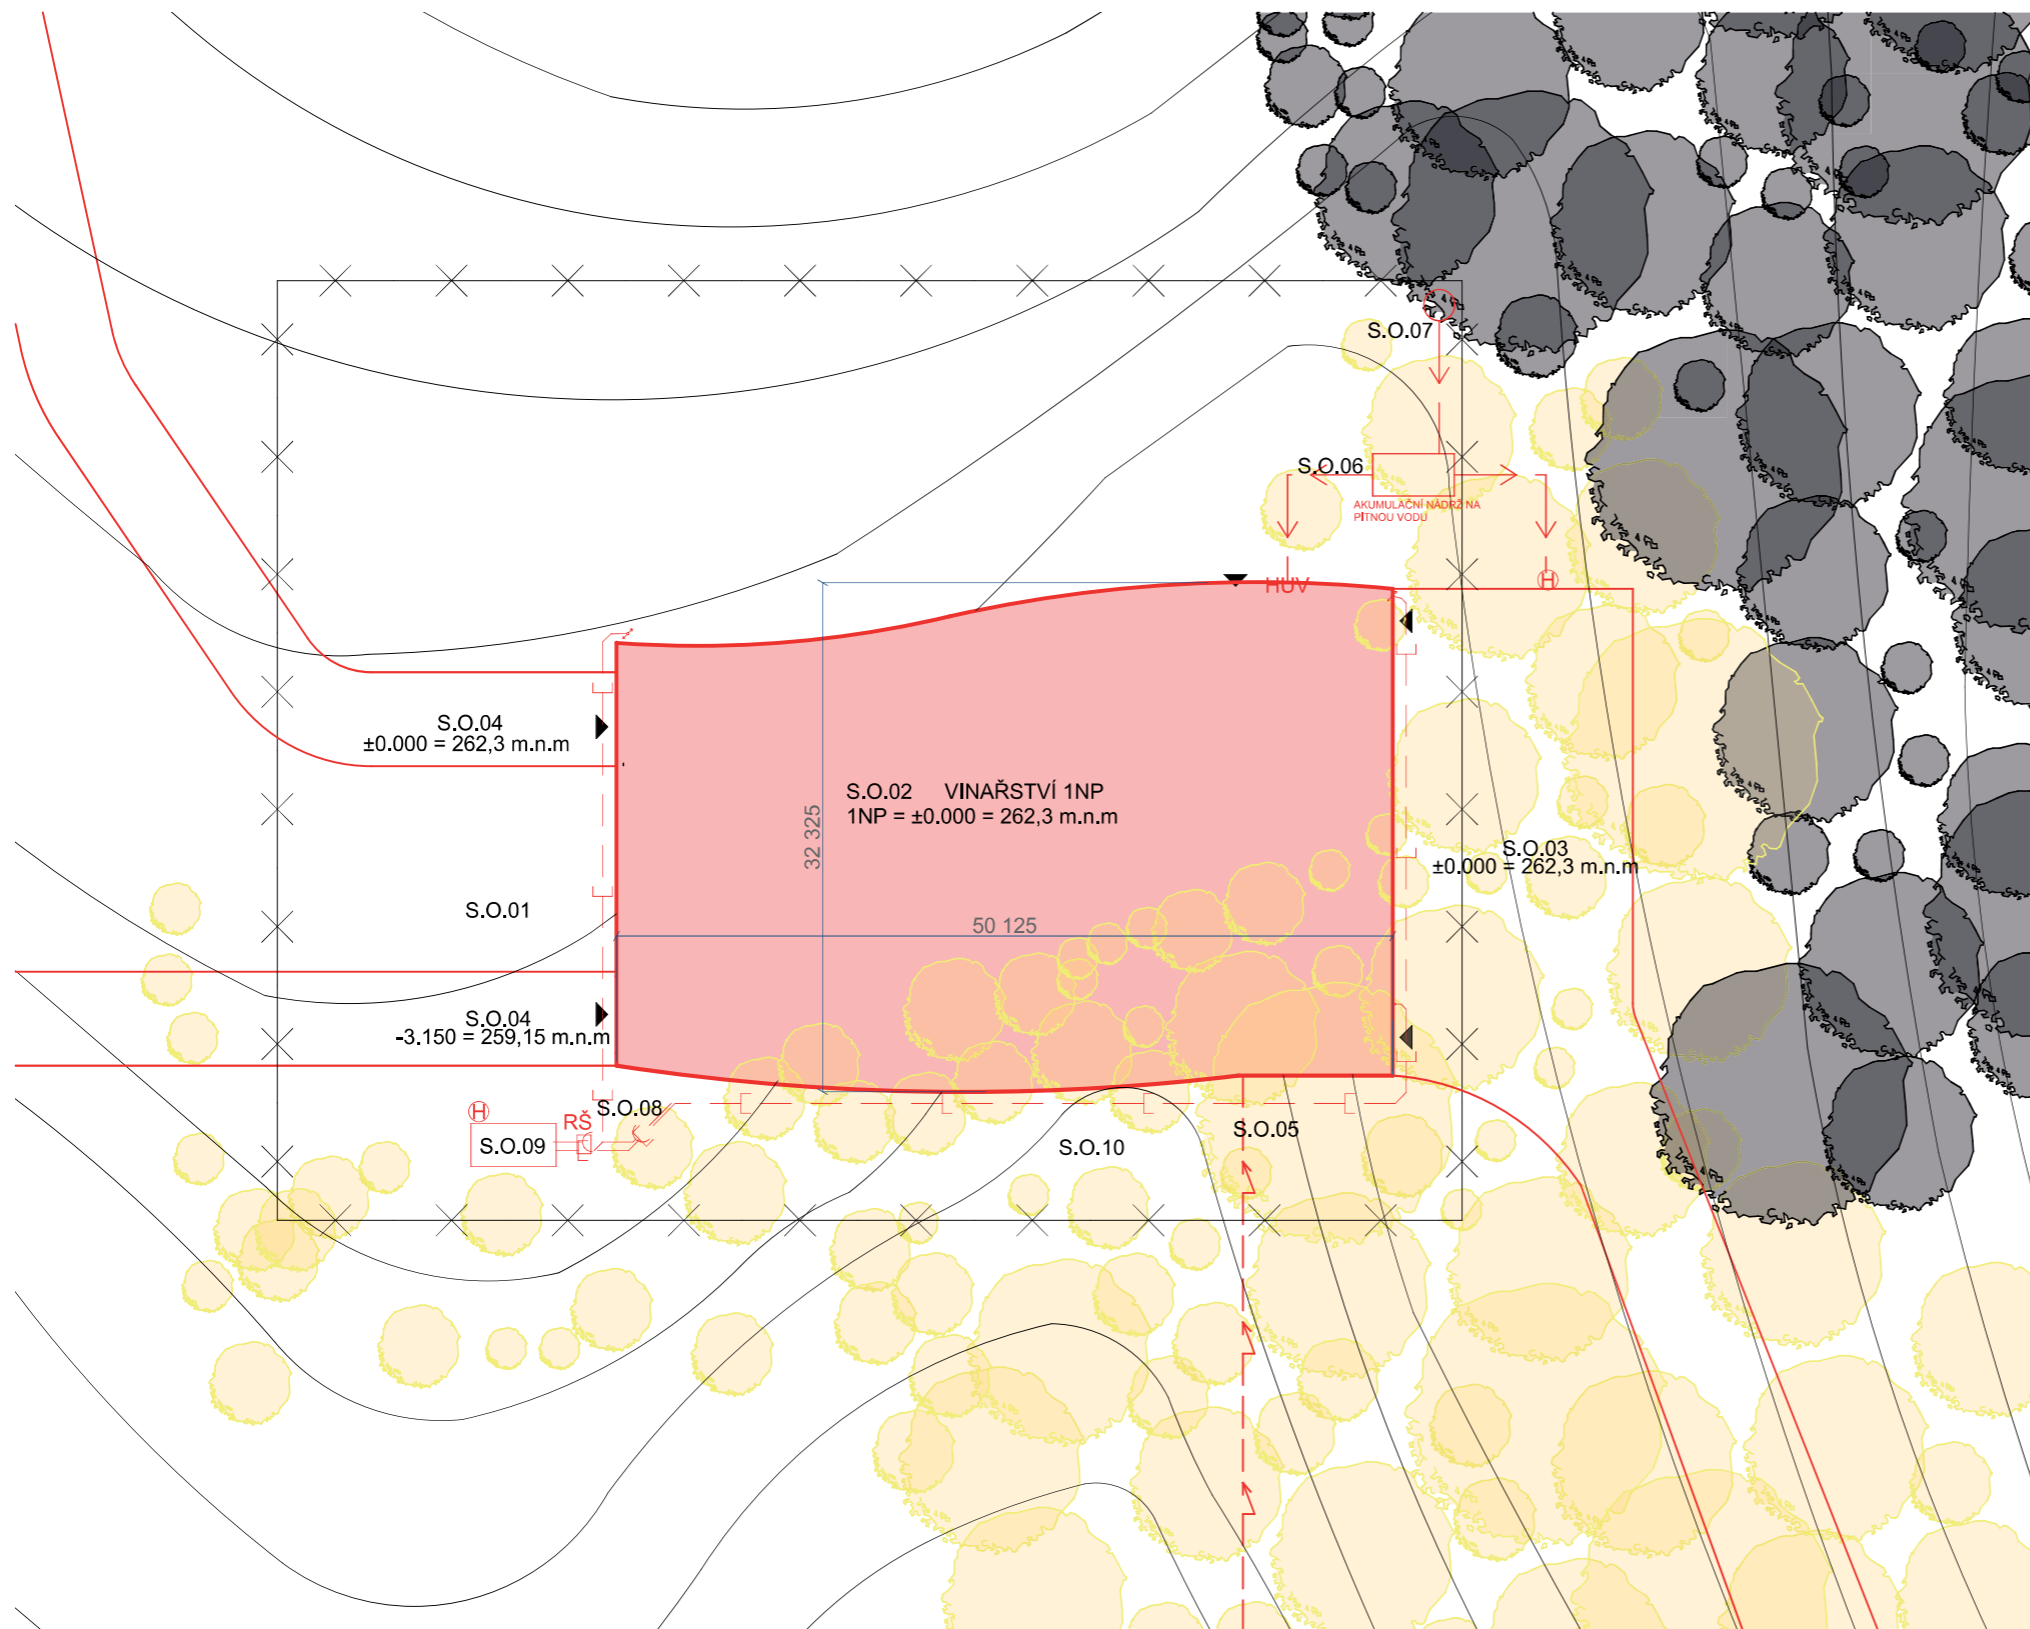 S.O.07
S.O.06
AKUMULAČNÍ NÁDRŽ NA
PITNOU VODU
HUV
H
S.O.04
±0.000 = 262,3 m.n.m
S.O.02 VINAŘSTVÍ 1NP
1NP = ±0.000 = 262,3 m.n.m
32 325
S.O.03
±0.000 = 262,3 m.n.m
S.O.01
50 125
S.O.04
-3.150 = 259,15 m.n.m
H
RŠ
S.O.08
S.O.09
S.O.10
S.O.05